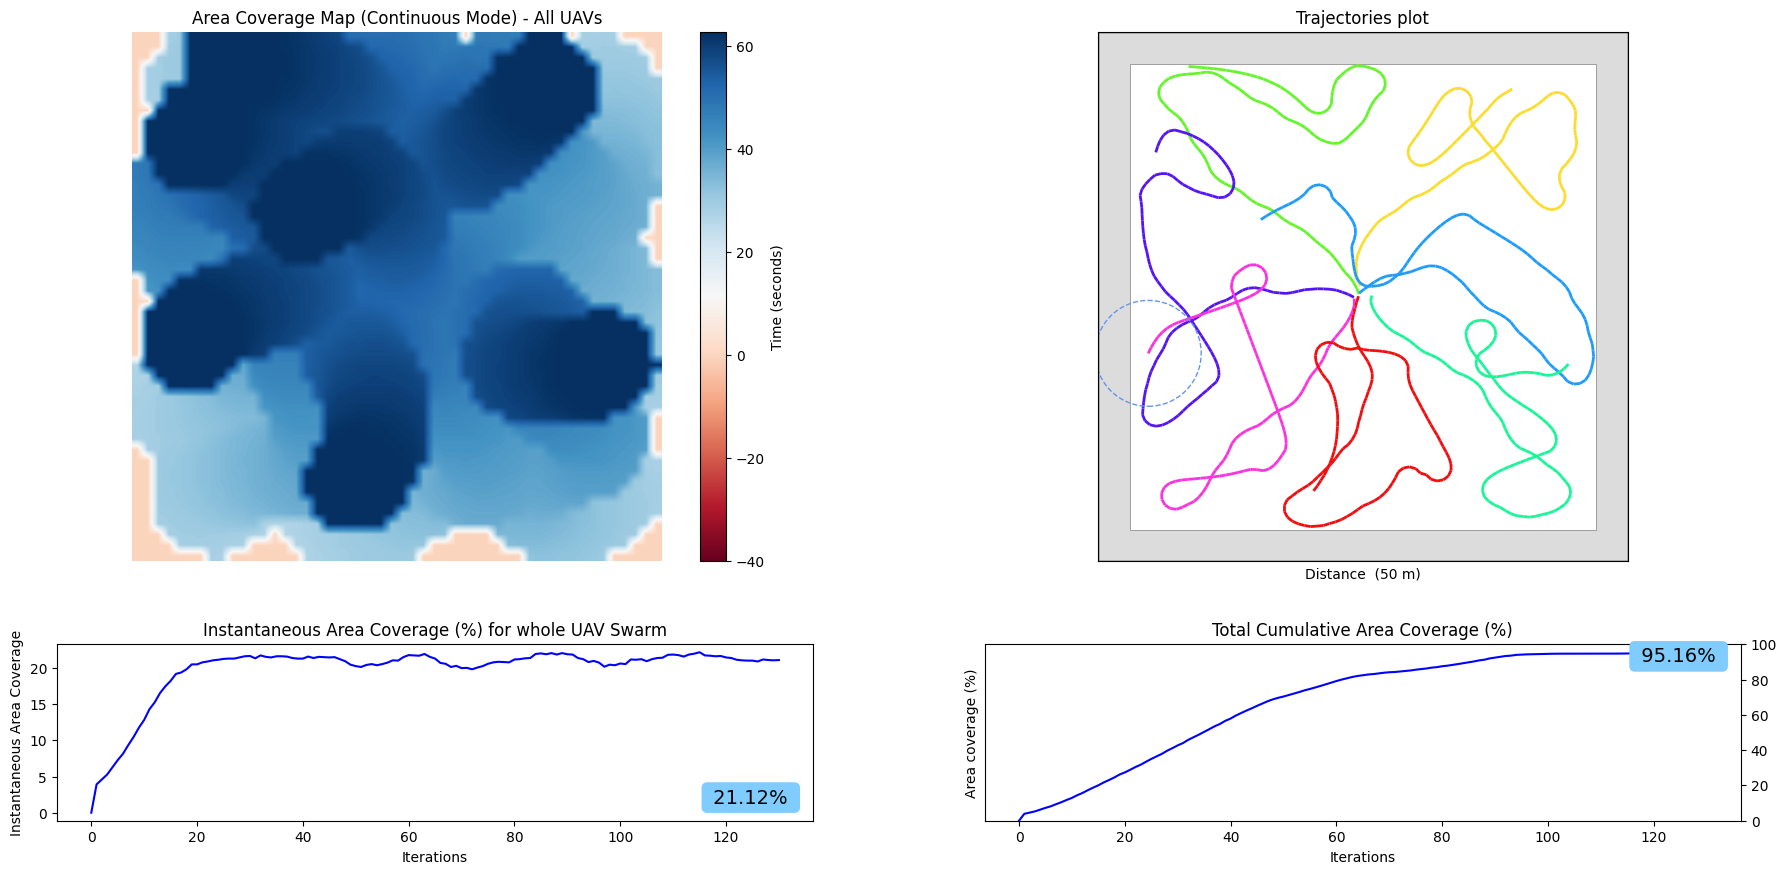 Area Coverage Map (Continuous Mode) - All UAVs
60
40
20
0
−20
−40
Time (seconds)
Trajectories plot
Distance  (50 m)
Instantaneous Area Coverage (%) for whole UAV Swarm
Instantaneous Area Coverage
20
15
10
5
0
21.12%
0 20 40 60 80 100 120
Iterations
Total Cumulative Area Coverage (%)
Area coverage (%)
95.16%
100
80
60
40
20
0
0 20 40 60 80 100 120
Iterations